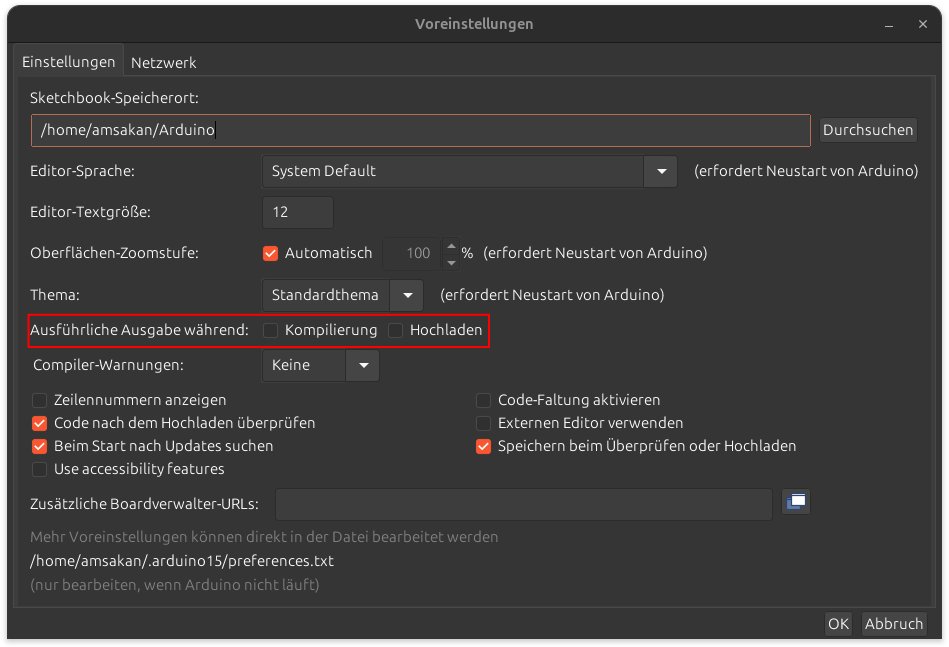 Voreinstellungen
Einstellungen Netzwerk
Sketchbook-Speicherort:
/home/amsakan/Arduino Durchsuchen
Editor-Sprache: System Default (erfordert Neustart von Arduino)
Editor-Textgröße: 12
Oberflächen-Zoomstufe: Automatisch 100 % (erfordert Neustart von Arduino)
Thema: Standardthema (erfordert Neustart von Arduino)
Ausführliche Ausgabe während: Kompilierung Hochladen
Compiler-Warnungen: Keine
Zeilennummern anzeigen Code-Faltung aktivieren
Code nach dem Hochladen überprüfen Externen Editor verwenden
Beim Start nach Updates suchen Speichern beim Überprüfen oder Hochladen
Use accessibility features
Zusätzliche Boardverwalter-URLs:
Mehr Voreinstellungen können direkt in der Datei bearbeitet werden
/home/amsakan/.arduino15/preferences.txt
(nur bearbeiten, wenn Arduino nicht läuft)
OK Abbruch